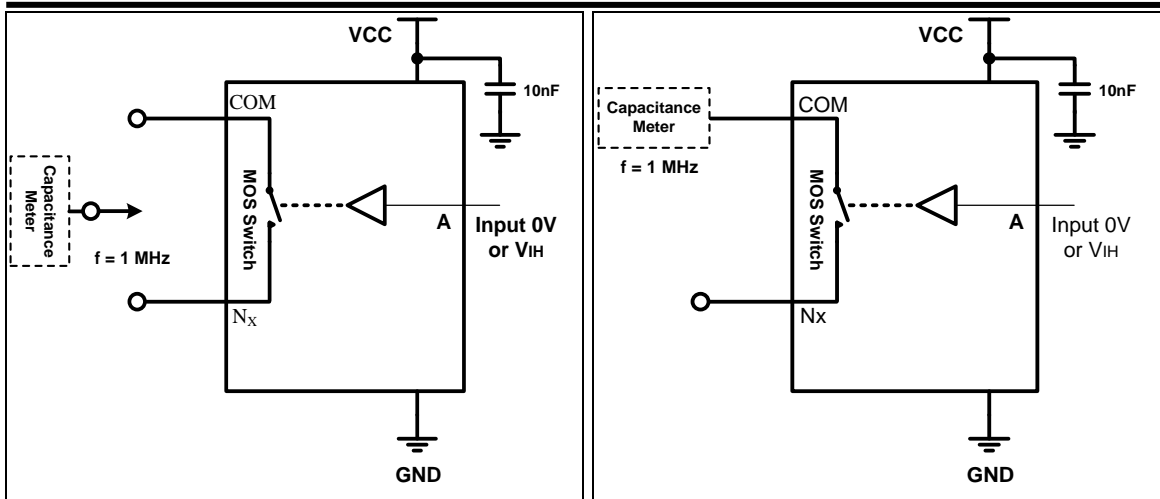 VCC
10nF
COM
Capacitance
Meter
f = 1 MHz
MOS Switch
A
Input 0V
or VIH
NX
GND
VCC
10nF
COM
Capacitance
Meter
f = 1 MHz
MOS Switch
A
Input 0V
or VIH
Nx
GND